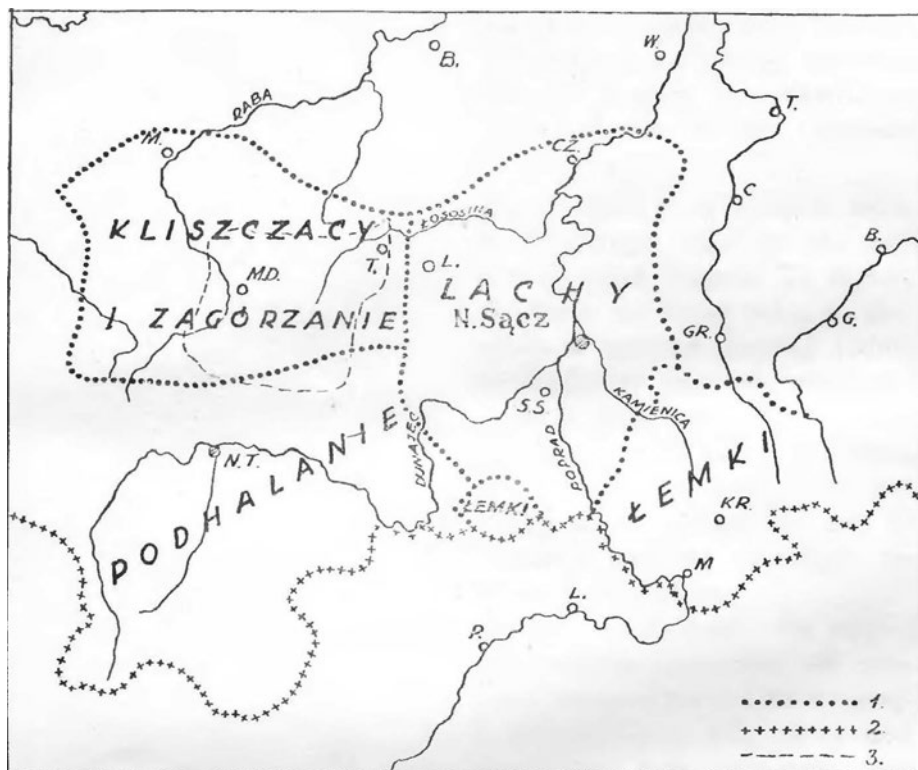 B.
W.
RABA
T.
M.
CZ.
C.
KLISZCZACY
ŁOSOSINA
B.
T.
L.
MD.
LACHY
I ZAGÓRZANIE
N.Sącz
G.
GR.
S.S.
KAMIENICA
DUNAJEC
POPRAD
N.T.
PODHALANIE
ŁEMKI
ŁEMKI
KR.
M
L.
P.
1.
2.
3.